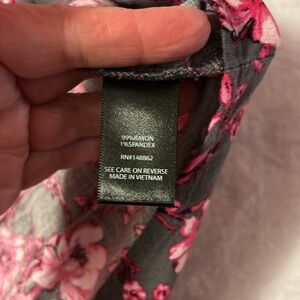 99%RAYON
1%SPANDEX
RN#148862
SEE CARE ON REVERSE
MADE IN VIETNAM